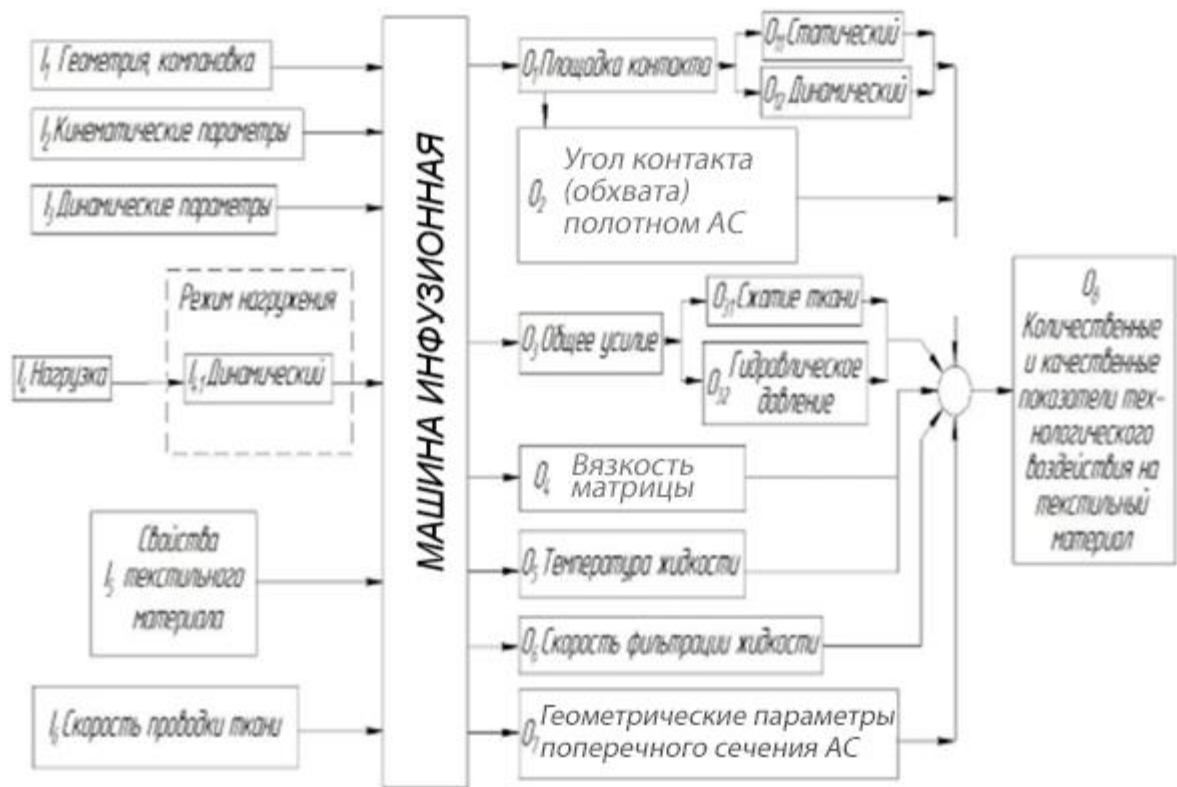 I₁ Геометрия, компановка
I₂ Кинематические параметры
I₃ Динамические параметры
Режим нагружения
I₄ Нагрузка
I₄.₁ Динамический
Свойства
I₅ текстильного
материала
I₆ Скорость проводки ткани
МАШИНА ИНФУЗИОННАЯ
O₁ Площадка контакта
O₁₁ Статический
O₁₂ Динамический
Угол контакта
O₂ (обхвата)
полотном АС
O₃ Общее усилие
O₃₁ Сжатие ткани
Гидравлическое
O₃₂ давление
Вязкость
O₄ матрицы
O₅ Температура жидкости
O₆ Скорость фильтрации жидкости
Геометрические параметры
O₇ поперечного сечения АС
O₈
Количественные
и качественные
показатели тех-
нологического
воздействия на
текстильный
материал